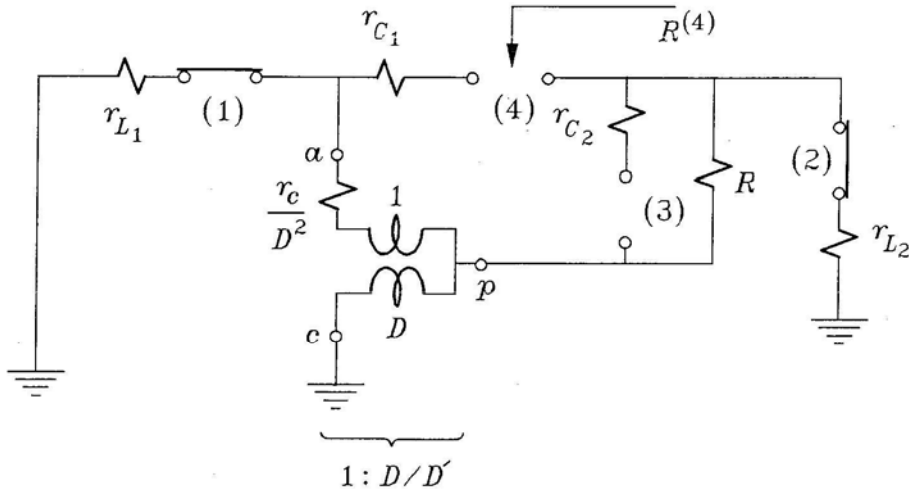 r_{C_1}
R^{(4)}
r_{L_1}
(1)
(4)
r_{C_2}
(2)
a
r_c
D^2
1
(3)
R
r_{L_2}
p
c
D
1 : D/D′